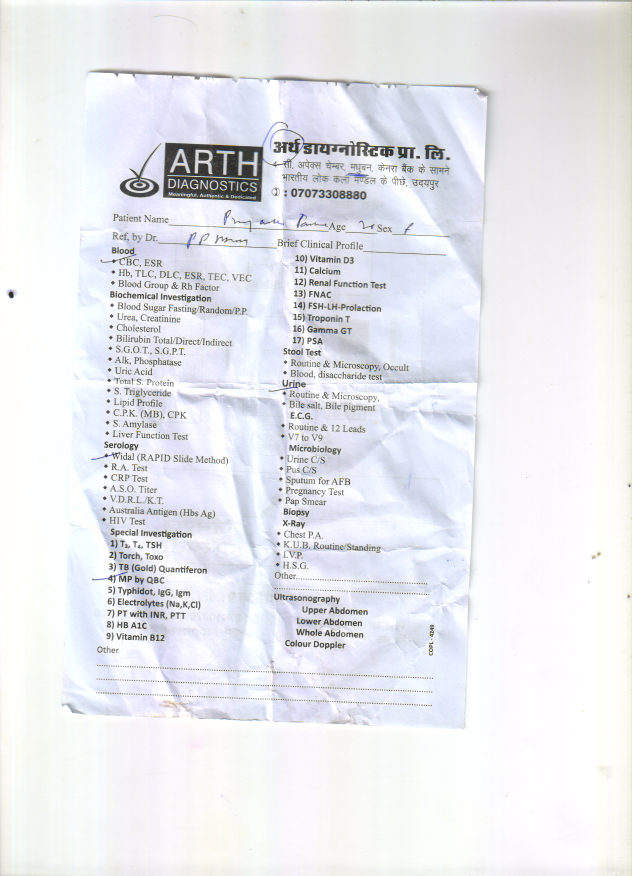 ARTH
DIAGNOSTICS
Meaningful, Authentic & Dedicated
अर्थ डायग्नोस्टिक प्रा. लि.
4-सी, अपेक्स चेम्बर, मधुबन, केनरा बैंक के सामने
भारतीय लोक कला मण्डल के पीछे, उदयपुर
: 07073308880
Patient Name Age 20 Sex F
Ref, by Dr. Brief Clinical Profile
Blood
• CBC, ESR
• Hb, TLC, DLC, ESR, TEC, VEC
• Blood Group & Rh Factor
Biochemical Investigation
• Blood Sugar Fasting/Random/P.P.
• Urea, Creatinine
• Cholesterol
• Bilirubin Total/Direct/Indirect
• S.G.O.T., S.G.P.T.
• Alk, Phosphatase
• Uric Acid
• Total S. Protein
• S. Triglyceride
• Lipid Profile
• C.P.K. (MB), CPK
• S. Amylase
• Liver Function Test
Serology
• Widal (RAPID Slide Method)
• R.A. Test
• CRP Test
• A.S.O. Titer
• V.D.R.L./K.T.
• Australia Antigen (Hbs Ag)
• HIV Test
Special Investigation
1) T₃, T₄, TSH
2) Torch, Toxo
3) TB (Gold) Quantiferon
4) MP by QBC
5) Typhidot, IgG, Igm
6) Electrolytes (Na,K,Cl)
7) PT with INR, PTT
8) HB A1C
9) Vitamin B12
Other
10) Vitamin D3
11) Calcium
12) Renal Function Test
13) FNAC
14) FSH-LH-Prolaction
15) Troponin T
16) Gamma GT
17) PSA
Stool Test
• Routine & Microscopy, Occult
• Blood, disaccharide test
Urine
• Routine & Microscopy,
• Bile salt, Bile pigment
E.C.G.
• Routine & 12 Leads
• V7 to V9
Microbiology
• Urine C/S
• Pus C/S
• Sputum for AFB
• Pregnancy Test
• Pap Smear
Biopsy
X-Ray
• Chest P.A.
• K.U.B. Routine/Standing
• I.V.P.
• H.S.G.
Other
Ultrasonography
Upper Abdomen
Lower Abdomen
Whole Abdomen
Colour Doppler
COPL - 4249